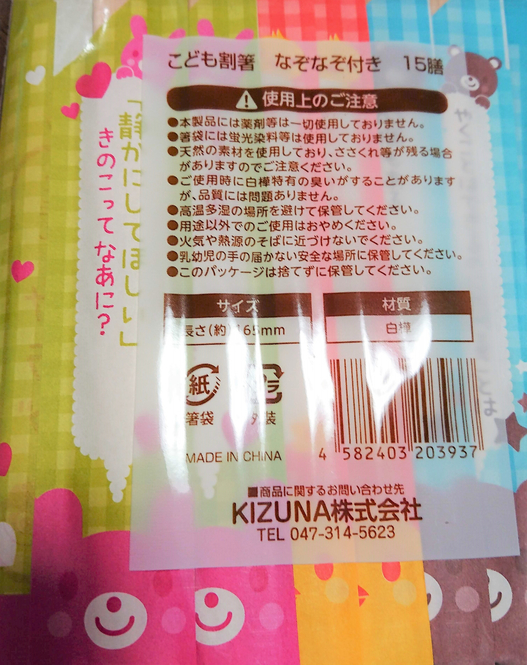 こども割箸 なぞなぞ付き 15膳
使用上のご注意
●本製品には薬剤等は一切使用しておりません。
●箸袋には蛍光染料等は使用しておりません。
●天然の素材を使用しており、ささくれ等が残る場合
がありますのでご注意ください。
●ご使用時に白樺特有の臭いがすることがあります
が、品質には問題ありません。
●高温多湿の場所を避けて保管してください。
●用途以外でのご使用はおやめください。
●火気や熱源のそばに近づけないでください。
●乳幼児の手の届かない安全な場所に保管してください。
●このパッケージは捨てずに保管してください。
サイズ
長さ(約)165mm
材質
白樺
紙
箸袋
プラ
外装
MADE IN CHINA
4 582403 203937
■商品に関するお問い合わせ先
KIZUNA株式会社
TEL 047-314-5623
「静かにしてほしい」
きのこってなあに?